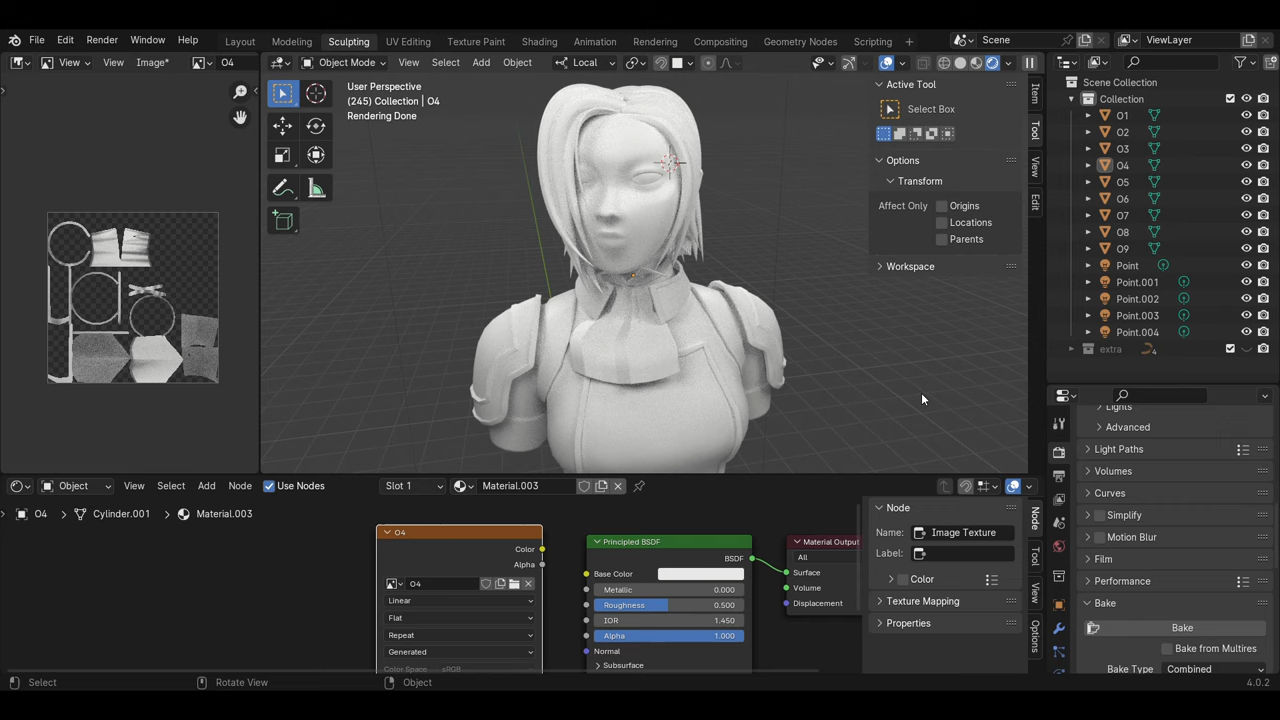 File Edit Render Window Help Layout Modeling Sculpting UV Editing Texture Paint Shading Animation Rendering Compositing Geometry Nodes Scripting + Scene ViewLayer
View View Image* O4 Object Mode View Select Add Object Local
User Perspective
(245) Collection | O4
Rendering Done
Active Tool
Select Box
Options
Transform
Affect Only Origins
Locations
Parents
Workspace
Item
Tool
View
Edit
Scene Collection
Collection
O1
O2
O3
O4
O5
O6
O7
O8
O9
Point
Point.001
Point.002
Point.003
Point.004
extra 4
Object View Select Add Node Use Nodes Slot 1 Material.003
O4 Cylinder.001 Material.003
O4
Color
Alpha
O4
Linear
Flat
Repeat
Generated
Color Space sRGB
Principled BSDF
BSDF
Base Color
Metallic 0.000
Roughness 0.500
IOR 1.450
Alpha 1.000
Normal
Subsurface
Material Output
All
Surface
Volume
Displacement
Node
Name: Image Texture
Label:
Color
Texture Mapping
Properties
Node
Tool
View
Options
Lights
Advanced
Light Paths
Volumes
Curves
Simplify
Motion Blur
Film
Performance
Bake
Bake
Bake from Multires
Bake Type Combined
Select Rotate View Object 4.0.2